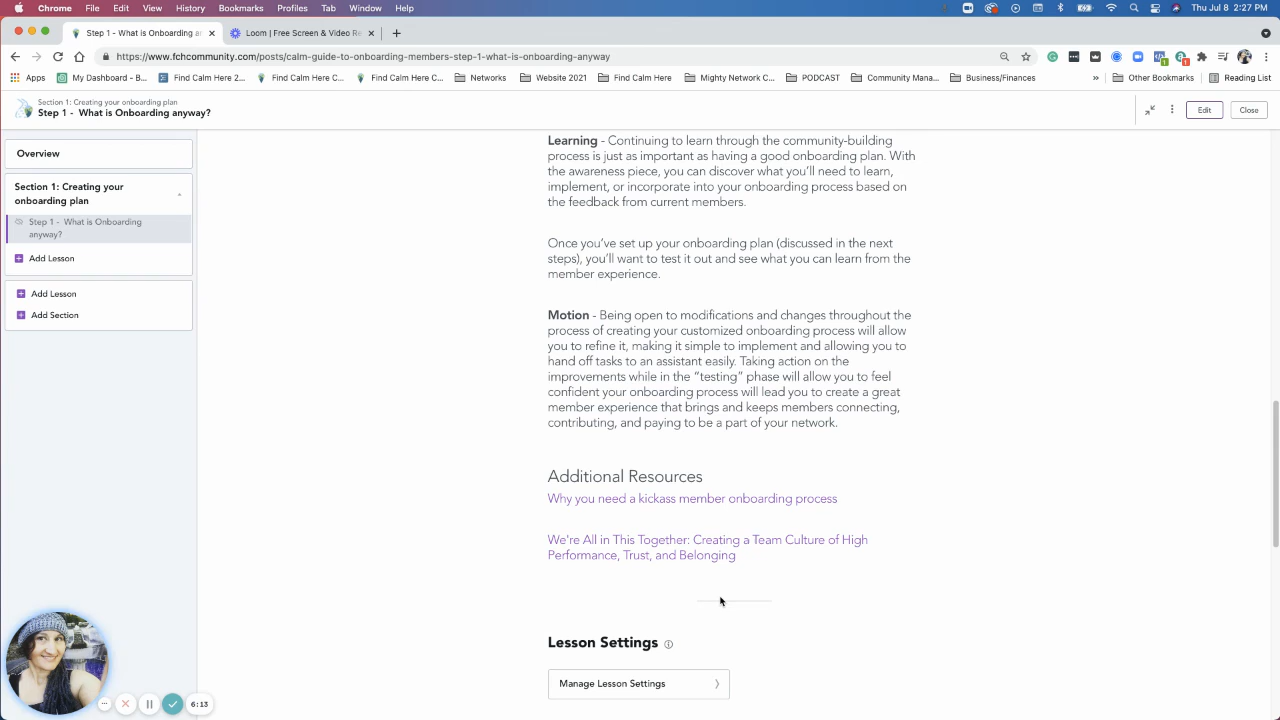 Chrome File Edit View History Bookmarks Profiles Tab Window Help Thu Jul 8 2:27 PM
Step 1 - What is Onboarding an Loom | Free Screen & Video Re
https://www.fchcommunity.com/posts/calm-guide-to-onboarding-members-step-1-what-is-onboarding-anyway
Apps My Dashboard - B... Find Calm Here 2... Find Calm Here C... Find Calm Here C... Networks Website 2021 Find Calm Here Mighty Network C... PODCAST Community Mana... Business/Finances » Other Bookmarks Reading List
Section 1: Creating your onboarding plan
Step 1 - What is Onboarding anyway?
Edit Close
Overview
Section 1: Creating your
onboarding plan
Step 1 - What is Onboarding
anyway?
Add Lesson
Add Lesson
Add Section
Learning - Continuing to learn through the community-building
process is just as important as having a good onboarding plan. With
the awareness piece, you can discover what you'll need to learn,
implement, or incorporate into your onboarding process based on
the feedback from current members.
Once you've set up your onboarding plan (discussed in the next
steps), you'll want to test it out and see what you can learn from the
member experience.
Motion - Being open to modifications and changes throughout the
process of creating your customized onboarding process will allow
you to refine it, making it simple to implement and allowing you to
hand off tasks to an assistant easily. Taking action on the
improvements while in the "testing" phase will allow you to feel
confident your onboarding process will lead you to create a great
member experience that brings and keeps members connecting,
contributing, and paying to be a part of your network.
Additional Resources
Why you need a kickass member onboarding process
We're All in This Together: Creating a Team Culture of High
Performance, Trust, and Belonging
Lesson Settings
Manage Lesson Settings
6:13